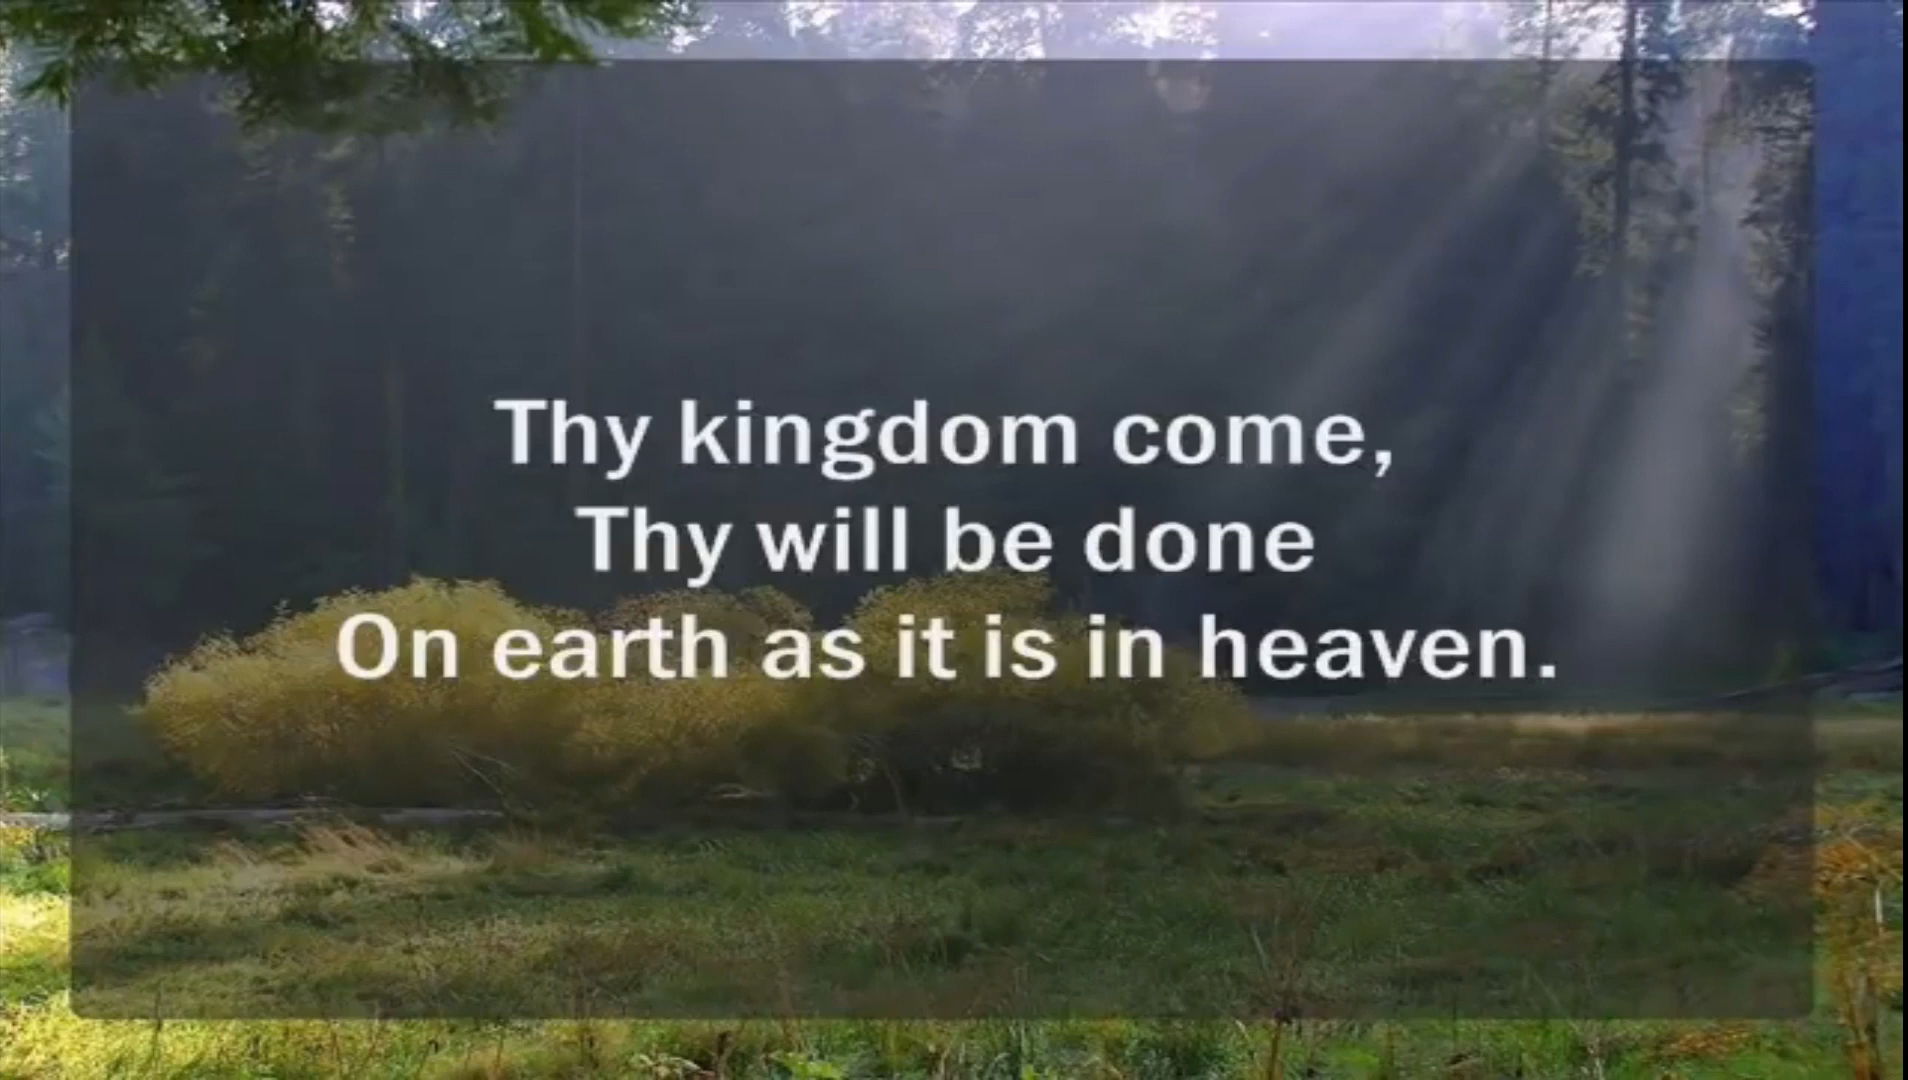 Thy kingdom come,
Thy will be done
On earth as it is in heaven.